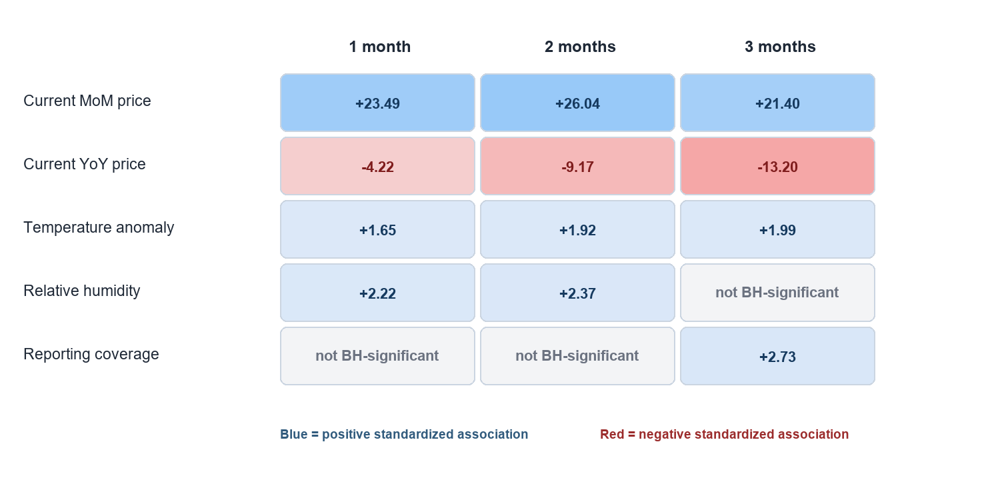 1 month 2 months 3 months
Current MoM price +23.49 +26.04 +21.40
Current YoY price -4.22 -9.17 -13.20
Temperature anomaly +1.65 +1.92 +1.99
Relative humidity +2.22 +2.37 not BH-significant
Reporting coverage not BH-significant not BH-significant +2.73
Blue = positive standardized association Red = negative standardized association